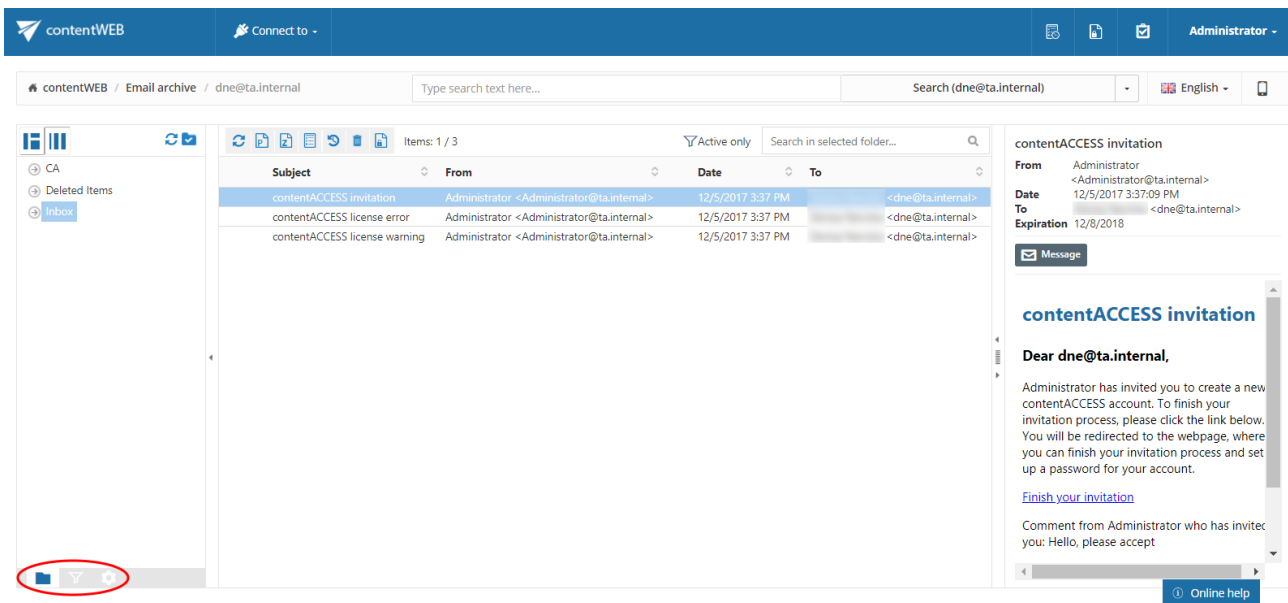 contentWEB
Connect to
Administrator
contentWEB / Email archive / dne@ta.internal
Type search text here...
Search (dne@ta.internal)
English
CA
Deleted Items
Inbox
Items: 1 / 3
Active only
Search in selected folder...
Subject From Date To
contentACCESS invitation Administrator <Administrator@ta.internal> 12/5/2017 3:37 PM <dne@ta.internal>
contentACCESS license error Administrator <Administrator@ta.internal> 12/5/2017 3:37 PM <dne@ta.internal>
contentACCESS license warning Administrator <Administrator@ta.internal> 12/5/2017 3:37 PM <dne@ta.internal>
contentACCESS invitation
From Administrator
<Administrator@ta.internal>
Date 12/5/2017 3:37:09 PM
To <dne@ta.internal>
Expiration 12/8/2018
Message
contentACCESS invitation
Dear dne@ta.internal,
Administrator has invited you to create a new
contentACCESS account. To finish your
invitation process, please click the link below.
You will be redirected to the webpage, where
you can finish your invitation process and set
up a password for your account.
Finish your invitation
Comment from Administrator who has invited
you: Hello, please accept
Online help